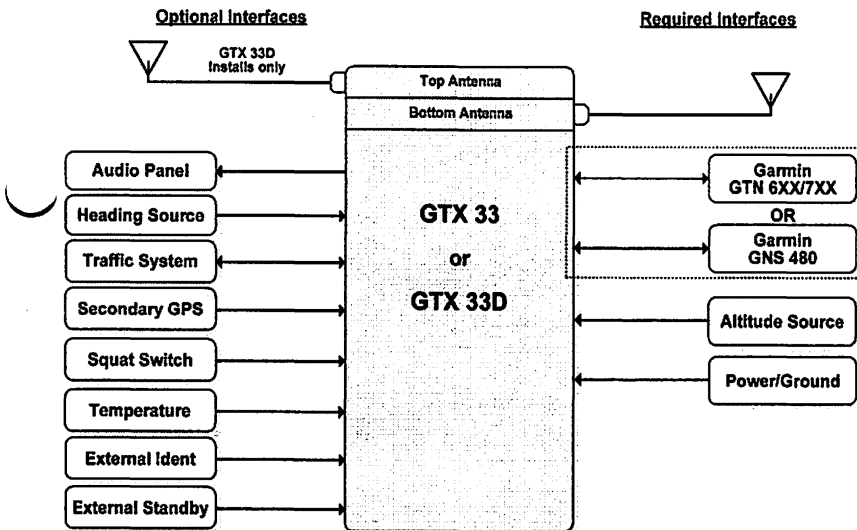 Optional Interfaces
Required Interfaces
GTX 33D
Installs only
Top Antenna
Bottom Antenna
Audio Panel
Heading Source
Traffic System
Secondary GPS
Squat Switch
Temperature
External Ident
External Standby
GTX 33
or
GTX 33D
Garmin
GTN 6XX/7XX
OR
Garmin
GNS 480
Altitude Source
Power/Ground